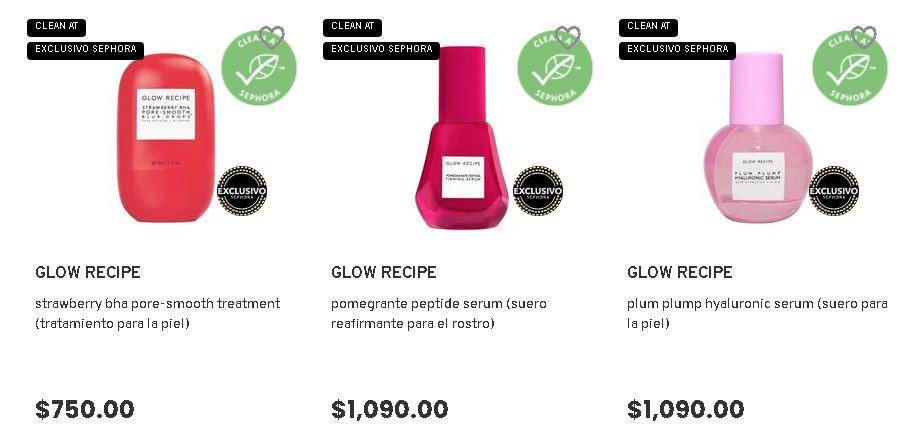 CLEAN AT
EXCLUSIVO SEPHORA
CLEAN AT
SEPHORA
GLOW RECIPE
STRAWBERRY BHA
PORE-SMOOTH
BLUR DROPS
EXCLUSIVO
SEPHORA
GLOW RECIPE
strawberry bha pore-smooth treatment
(tratamiento para la piel)
$750.00
CLEAN AT
EXCLUSIVO SEPHORA
CLEAN AT
SEPHORA
GLOW RECIPE
POMEGRANATE PEPTIDE
FIRMING SERUM
EXCLUSIVO
SEPHORA
GLOW RECIPE
pomegrante peptide serum (suero
reafirmante para el rostro)
$1,090.00
CLEAN AT
EXCLUSIVO SEPHORA
CLEAN AT
SEPHORA
GLOW RECIPE
PLUM PLUMP
HYALURONIC SERUM
EXCLUSIVO
SEPHORA
GLOW RECIPE
plum plump hyaluronic serum (suero para
la piel)
$1,090.00